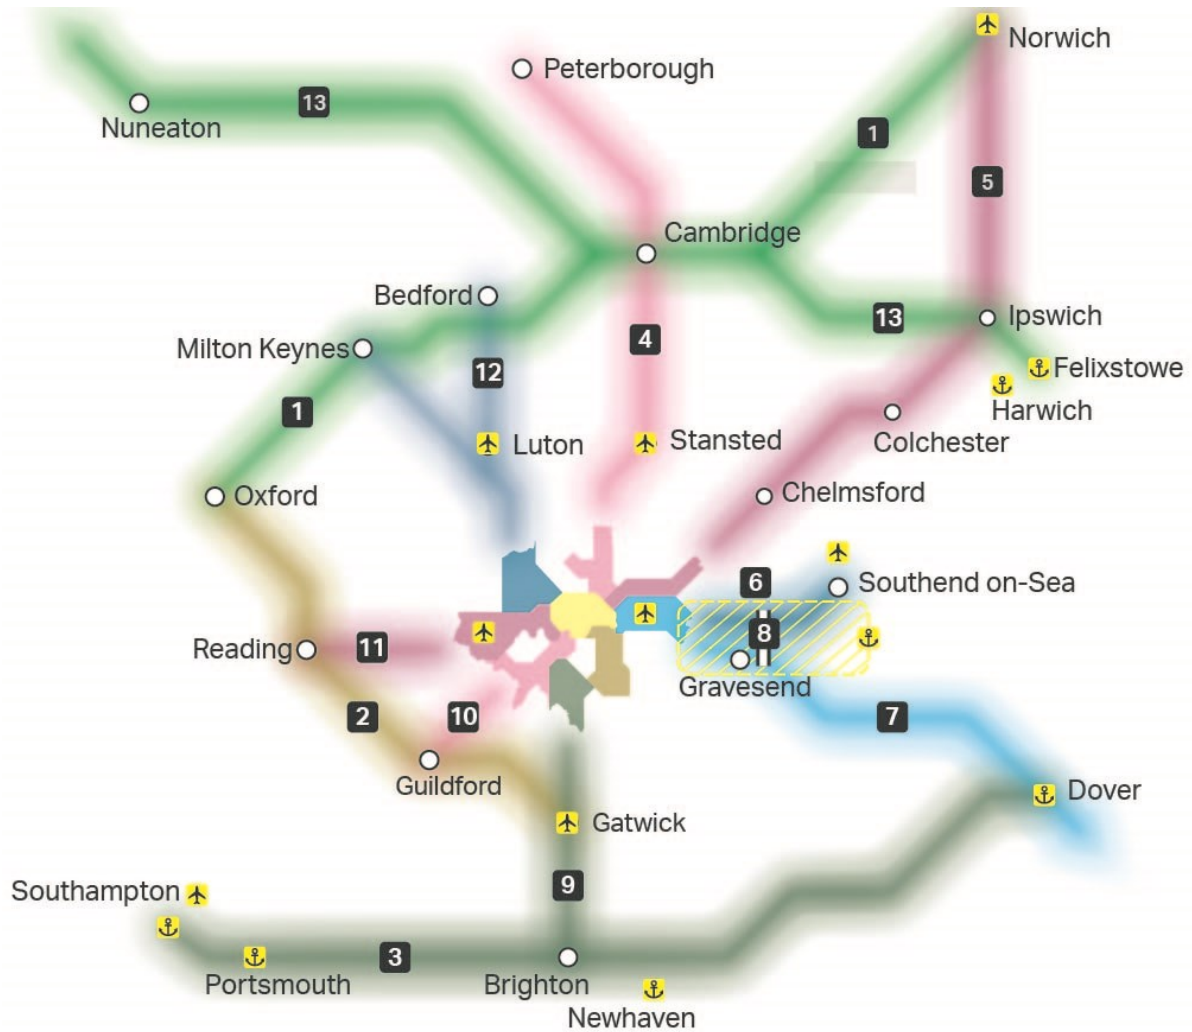 Norwich
Peterborough
13
Nuneaton
1
5
Cambridge
Bedford
13
Ipswich
4
Milton Keynes
12
Felixstowe
Harwich
1
Luton
Stansted
Colchester
Oxford
Chelmsford
6
Southend on-Sea
8
Reading
11
Gravesend
2
10
7
Guildford
Dover
Gatwick
9
Southampton
3
Portsmouth
Brighton
Newhaven